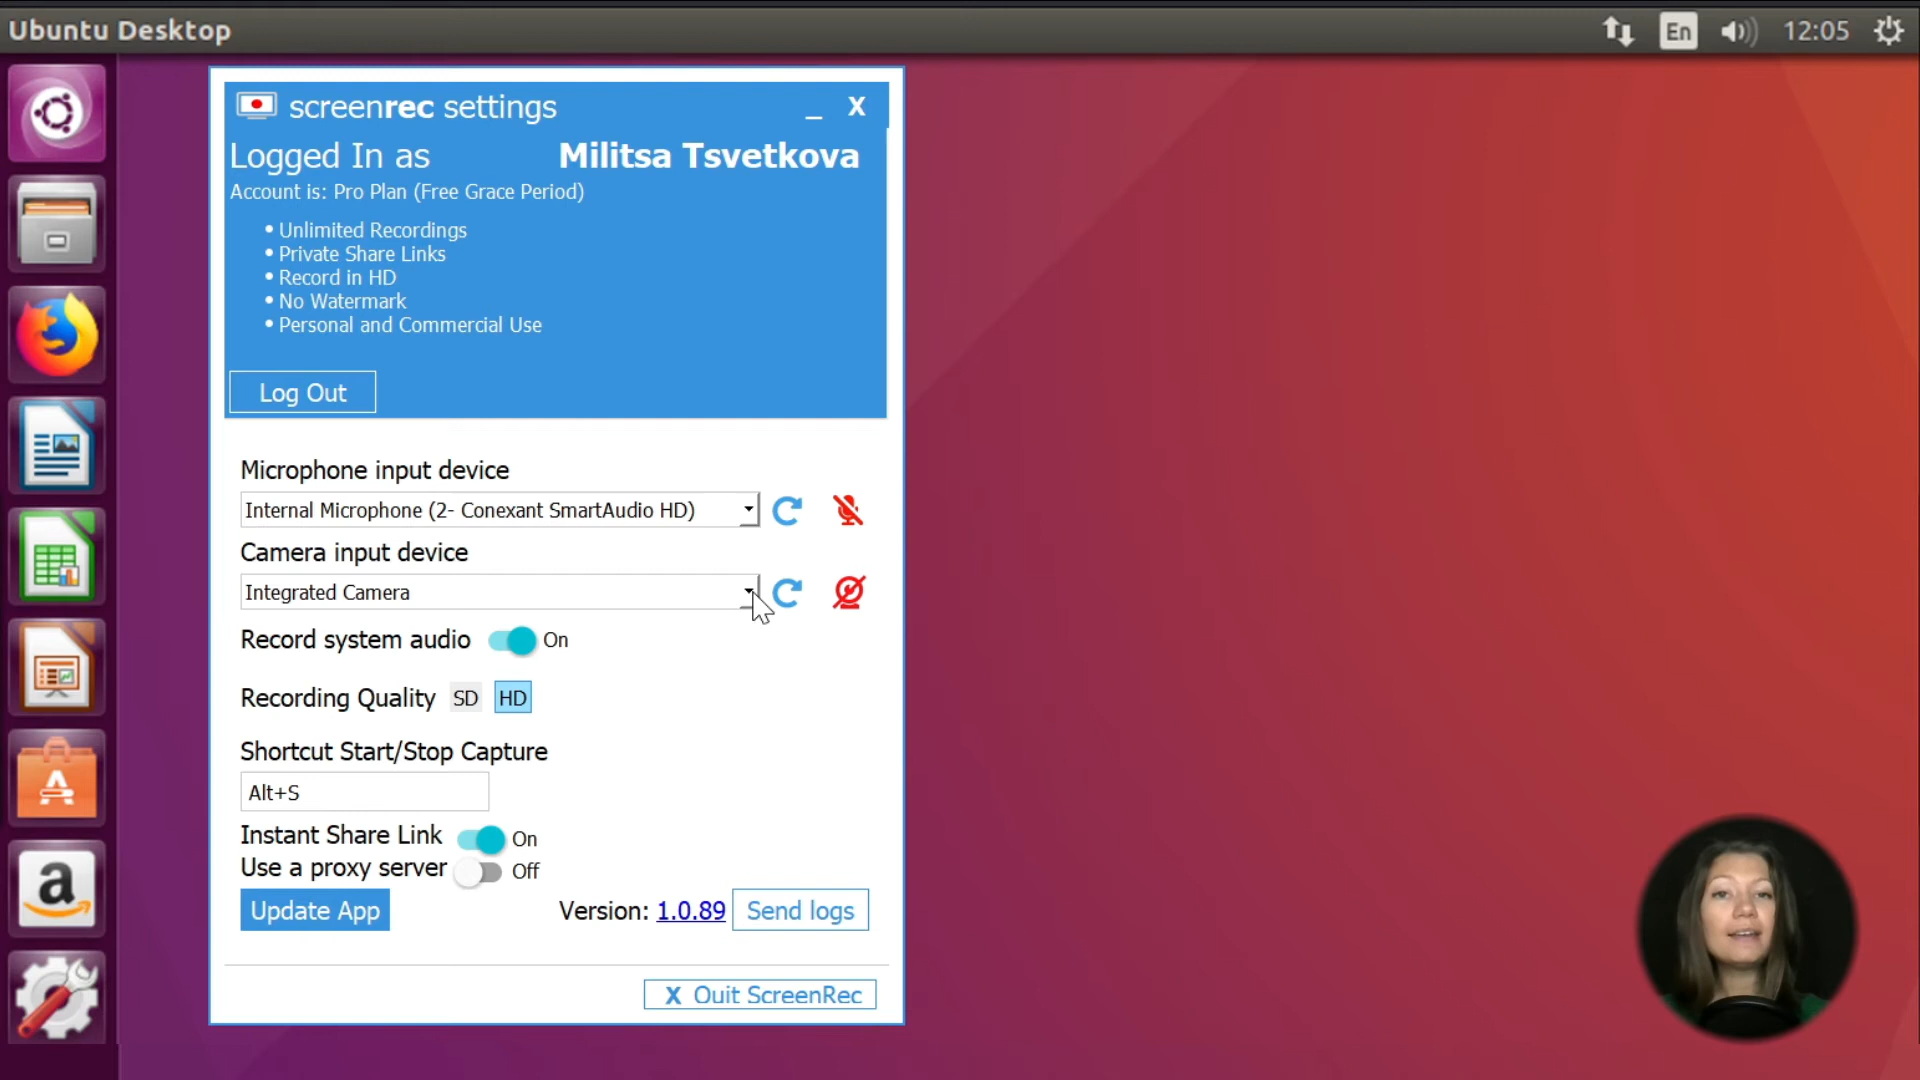 Ubuntu Desktop
En
12:05
screenrec settings
_ X
Logged In as Militsa Tsvetkova
Account is: Pro Plan (Free Grace Period)
• Unlimited Recordings
• Private Share Links
• Record in HD
• No Watermark
• Personal and Commercial Use
Log Out
Microphone input device
Internal Microphone (2- Conexant SmartAudio HD)
Camera input device
Integrated Camera
Record system audio On
Recording Quality SD HD
Shortcut Start/Stop Capture
Alt+S
Instant Share Link On
Use a proxy server Off
Update App Version: 1.0.89 Send logs
X Quit ScreenRec